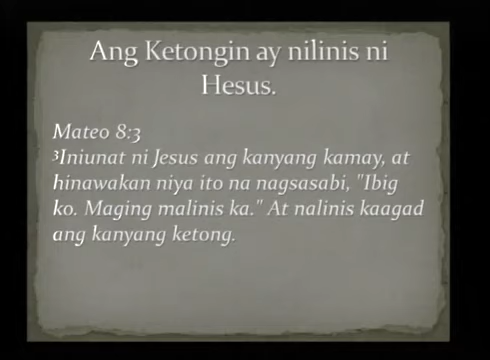 Ang Ketongin ay nilinis ni
Hesus.
Mateo 8:3
³Iniunat ni Jesus ang kanyang kamay, at
hinawakan niya ito na nagsasabi, "Ibig
ko. Maging malinis ka." At nalinis kaagad
ang kanyang ketong.